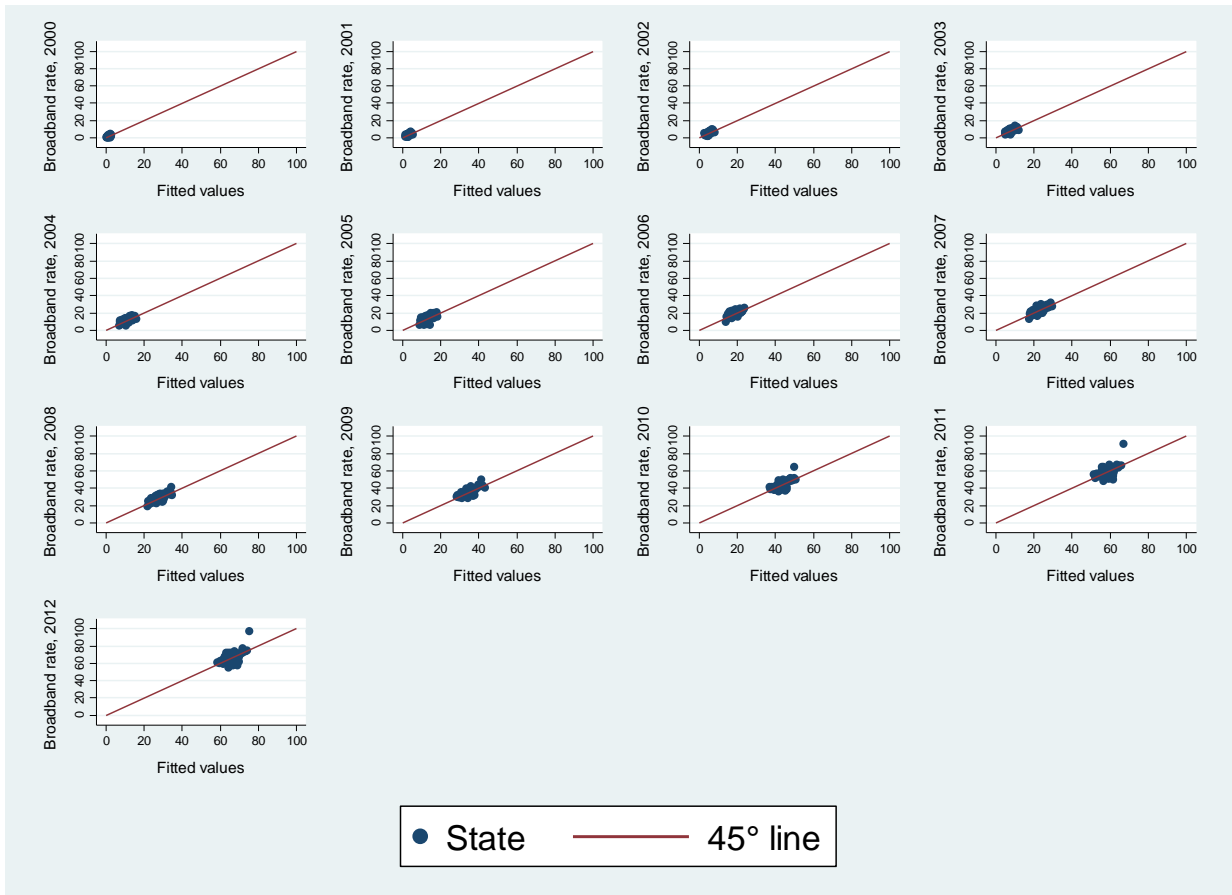 Broadband rate, 2000
0 20 40 60 80 100
0 20 40 60 80 100
Fitted values
Broadband rate, 2001
0 20 40 60 80 100
0 20 40 60 80 100
Fitted values
Broadband rate, 2002
0 20 40 60 80 100
0 20 40 60 80 100
Fitted values
Broadband rate, 2003
0 20 40 60 80 100
0 20 40 60 80 100
Fitted values
Broadband rate, 2004
0 20 40 60 80 100
0 20 40 60 80 100
Fitted values
Broadband rate, 2005
0 20 40 60 80 100
0 20 40 60 80 100
Fitted values
Broadband rate, 2006
0 20 40 60 80 100
0 20 40 60 80 100
Fitted values
Broadband rate, 2007
0 20 40 60 80 100
0 20 40 60 80 100
Fitted values
Broadband rate, 2008
0 20 40 60 80 100
0 20 40 60 80 100
Fitted values
Broadband rate, 2009
0 20 40 60 80 100
0 20 40 60 80 100
Fitted values
Broadband rate, 2010
0 20 40 60 80 100
0 20 40 60 80 100
Fitted values
Broadband rate, 2011
0 20 40 60 80 100
0 20 40 60 80 100
Fitted values
Broadband rate, 2012
0 20 40 60 80 100
0 20 40 60 80 100
Fitted values
State 45° line